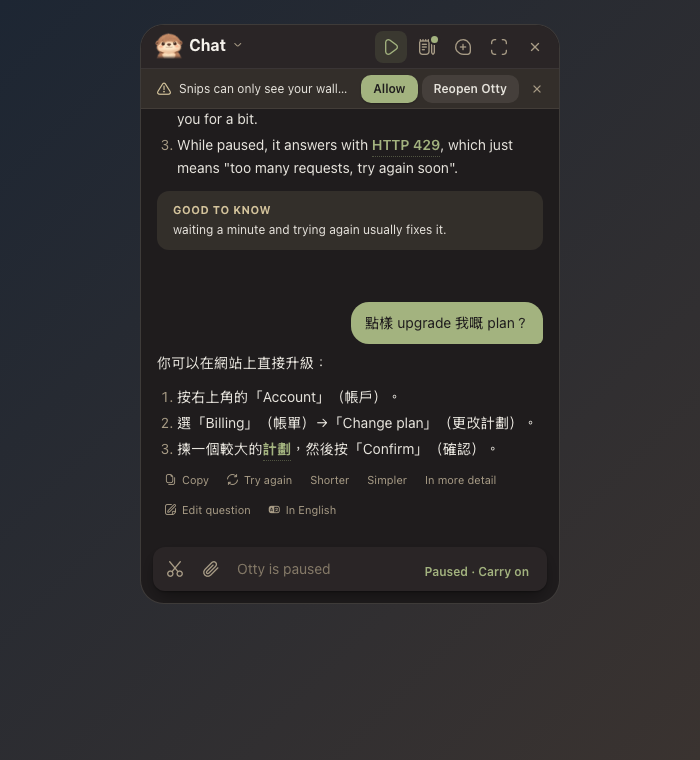 Chat
Snips can only see your wall...
Allow
Reopen Otty
you for a bit.
3. While paused, it answers with HTTP 429, which just
means "too many requests, try again soon".
GOOD TO KNOW
waiting a minute and trying again usually fixes it.
點樣 upgrade 我嘅 plan？
你可以在網站上直接升級：
1. 按右上角的「Account」（帳戶）。
2. 選「Billing」（帳單）→「Change plan」（更改計劃）。
3. 揀一個較大的計劃，然後按「Confirm」（確認）。
Copy
Try again
Shorter
Simpler
In more detail
Edit question
In English
Otty is paused
Paused · Carry on